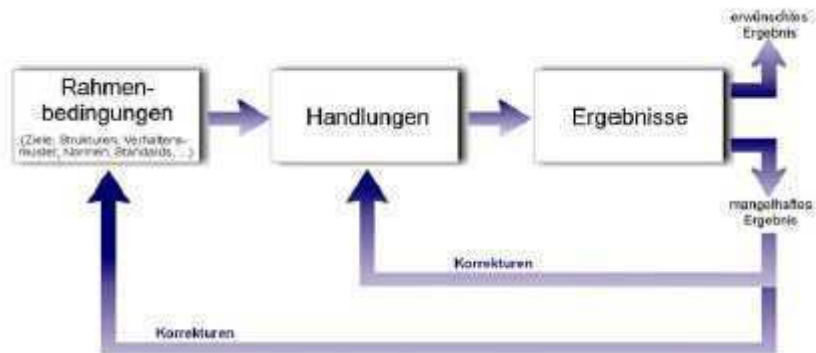 erwünschtes
Ergebnis
Rahmen-
bedingungen
(Ziele, Strukturen, Verhaltens-
muster, Normen, Standards, ...)
Handlungen
Ergebnisse
mangelhaftes
Ergebnis
Korrekturen
Korrekturen